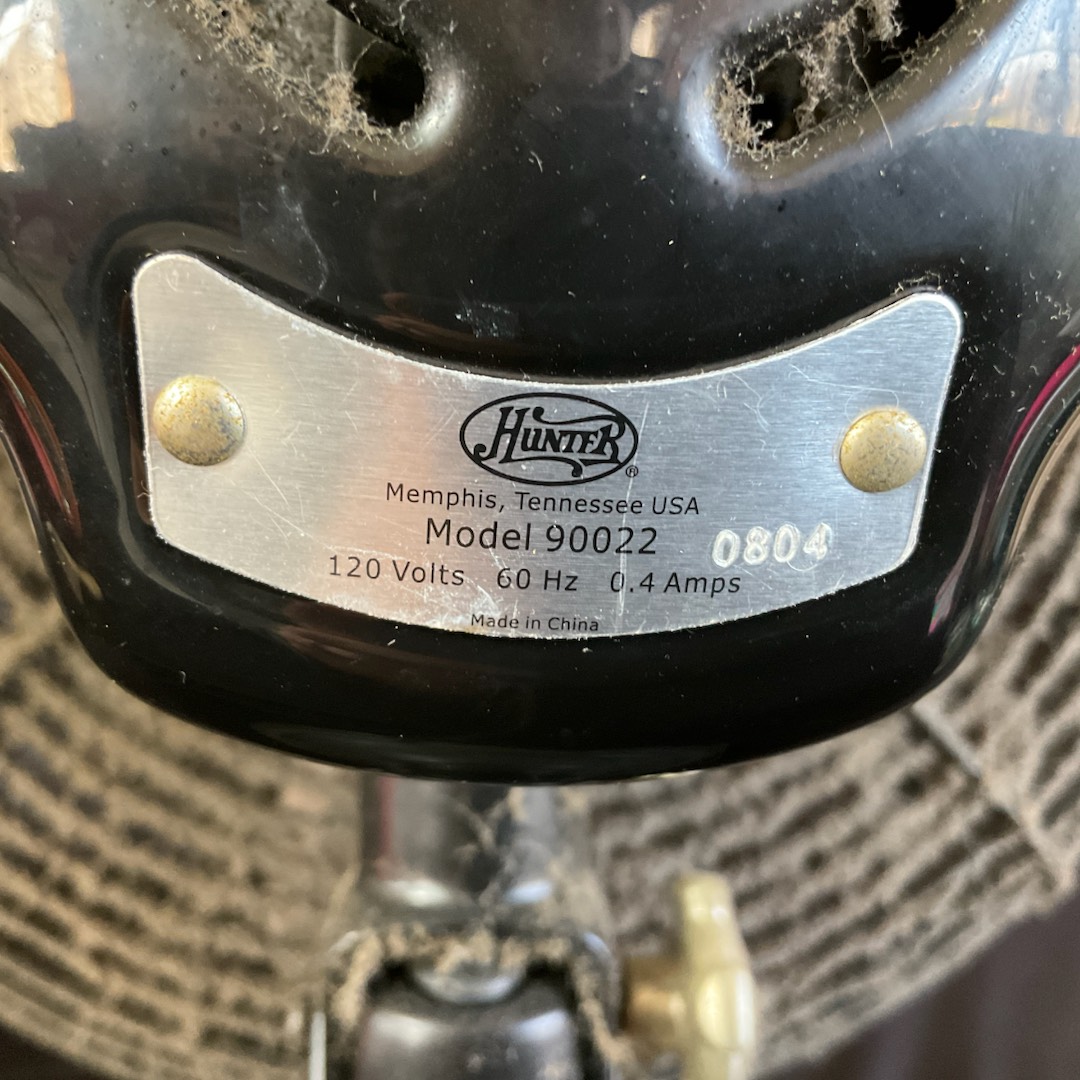 HUNTER®
Memphis, Tennessee USA
Model 90022
0804
120 Volts 60 Hz 0.4 Amps
Made in China